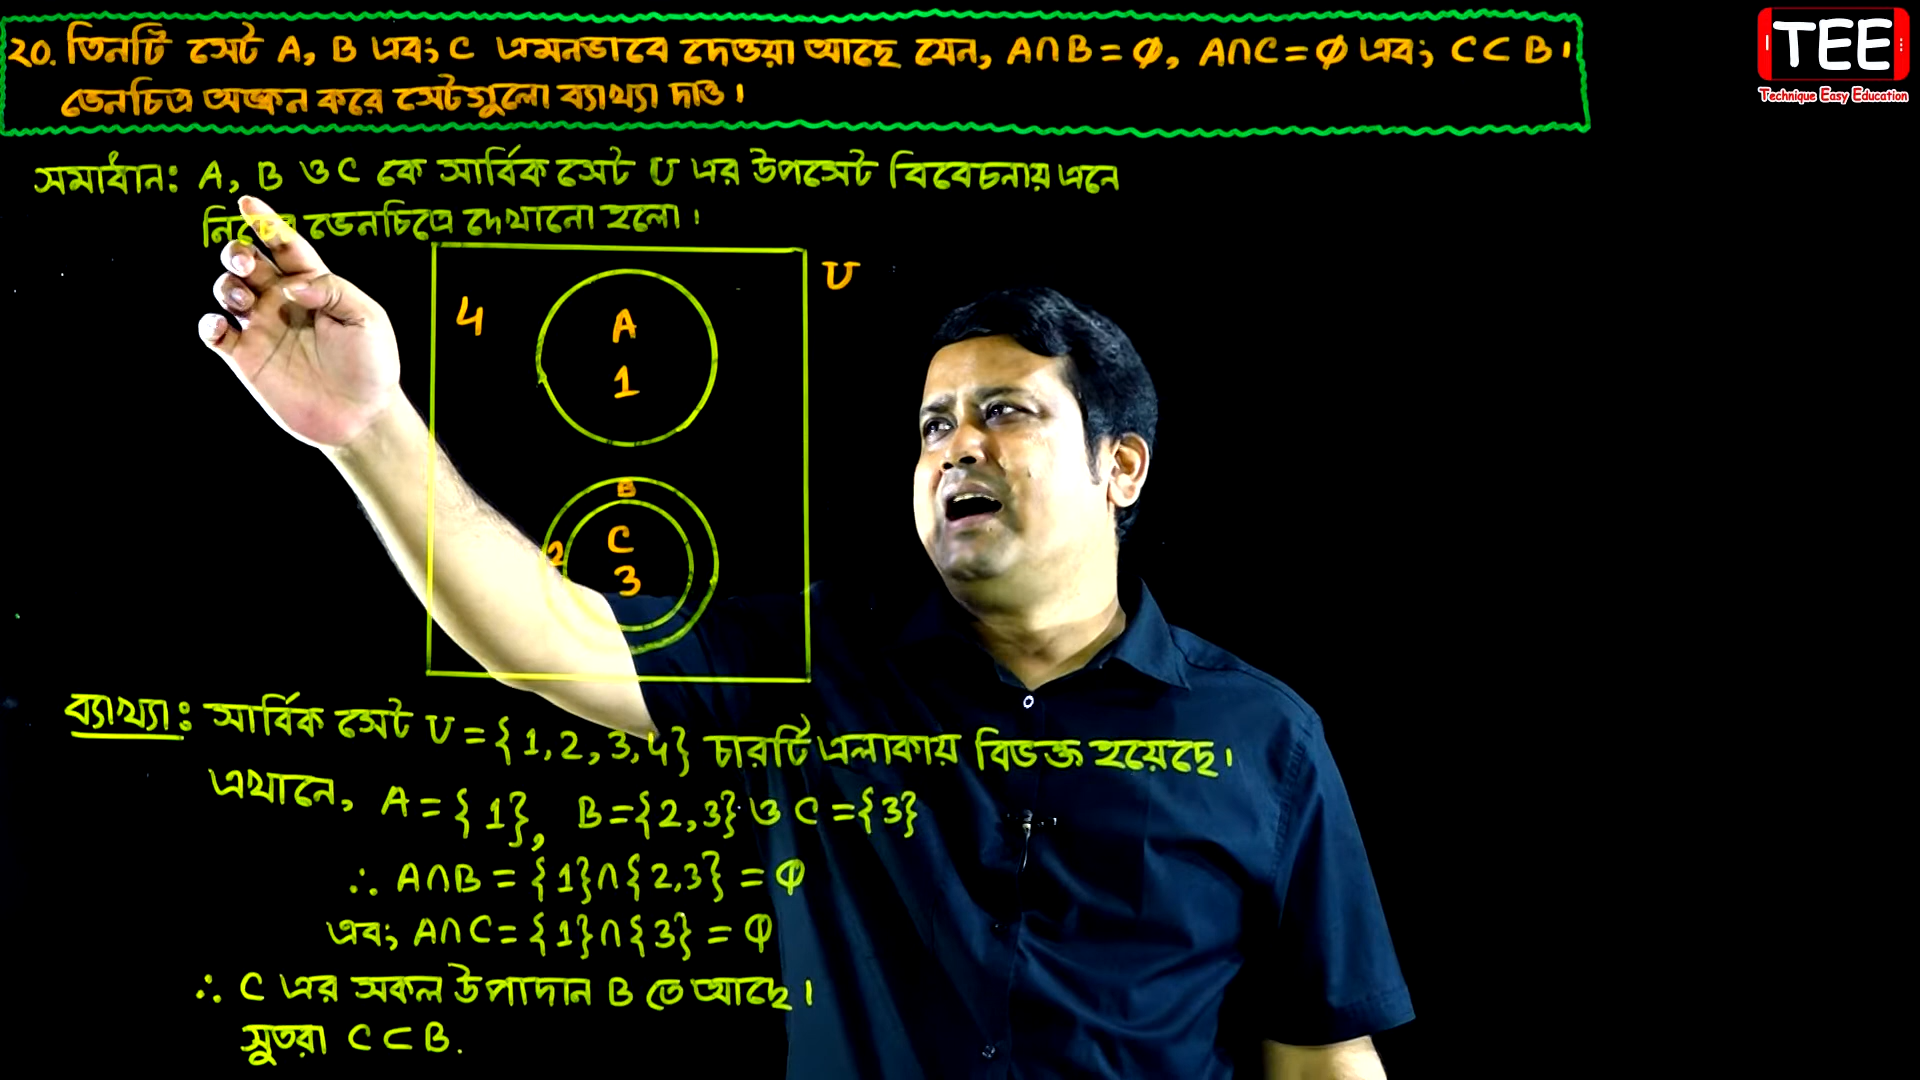 ২০. তিনটি সেট A, B এবং C এমনভাবে দেওয়া আছে যেন, A∩B=φ, A∩C=φ এবং C⊂B।
ভেনচিত্র অঙ্কন করে সেটগুলো ব্যাখ্যা দাও।
TEE
Technique Easy Education
সমাধান: A, B ও C কে সার্বিক সেট U এর উপসেট বিবেচনায় এনে
নিচের ভেনচিত্রে দেখানো হলো।
U
4
A
1
B
C
2
3
ব্যাখ্যা: সার্বিক সেট U={1,2,3,4} চারটি এলাকায় বিভক্ত হয়েছে।
এখানে, A={1}, B={2,3} ও C={3}
∴ A∩B={1}∩{2,3}=φ
এবং A∩C={1}∩{3}=φ
∴ C এর সকল উপাদান B তে আছে।
সুতরা C⊂B.